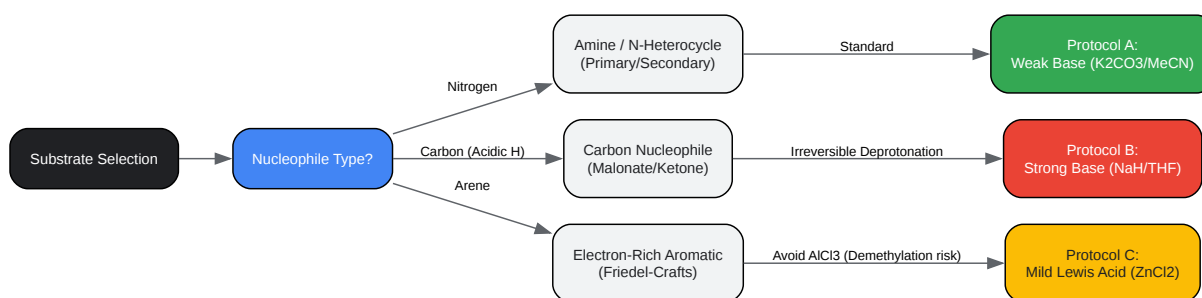 Substrate Selection
Nucleophile Type?
Nitrogen
Carbon (Acidic H)
Arene
Amine / N-Heterocycle
(Primary/Secondary)
Carbon Nucleophile
(Malonate/Ketone)
Electron-Rich Aromatic
(Friedel-Crafts)
Standard
Irreversible Deprotonation
Avoid AlCl3 (Demethylation risk)
Protocol A:
Weak Base (K2CO3/MeCN)
Protocol B:
Strong Base (NaH/THF)
Protocol C:
Mild Lewis Acid (ZnCl2)